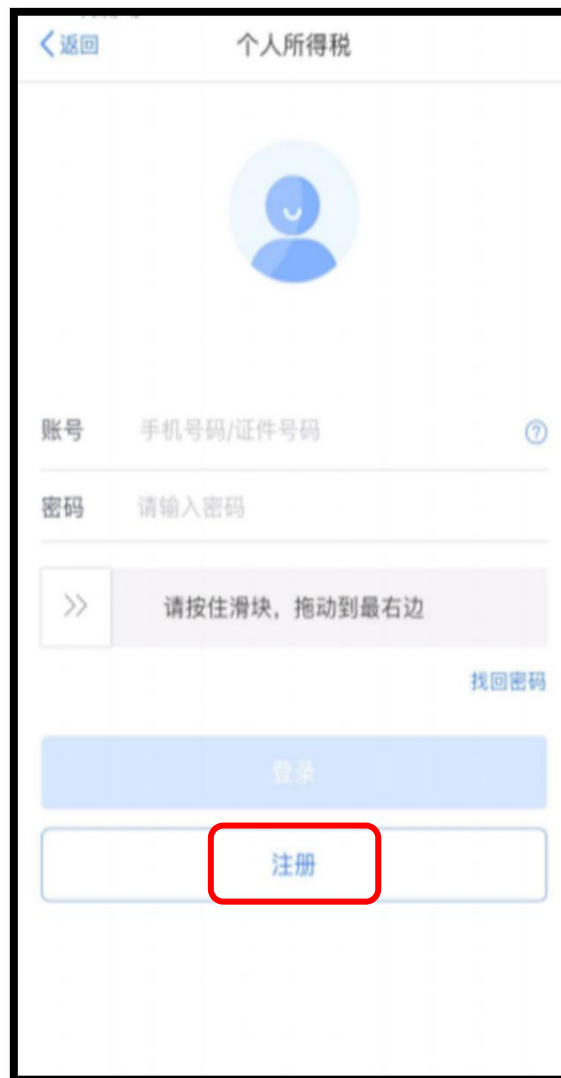 返回
个人所得税
账号 手机号码/证件号码
密码 请输入密码
请按住滑块，拖动到最右边
找回密码
登录
注册